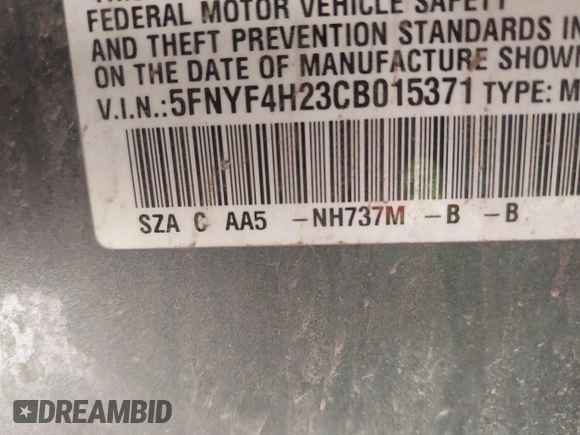 FEDERAL MOTOR VEHICLE SAFETY
AND THEFT PREVENTION STANDARDS IN
ON THE DATE OF MANUFACTURE SHOWN
V.I.N.:5FNYF4H23CB015371 TYPE: M
SZA C AA5 -NH737M -B -B
DREAMBID